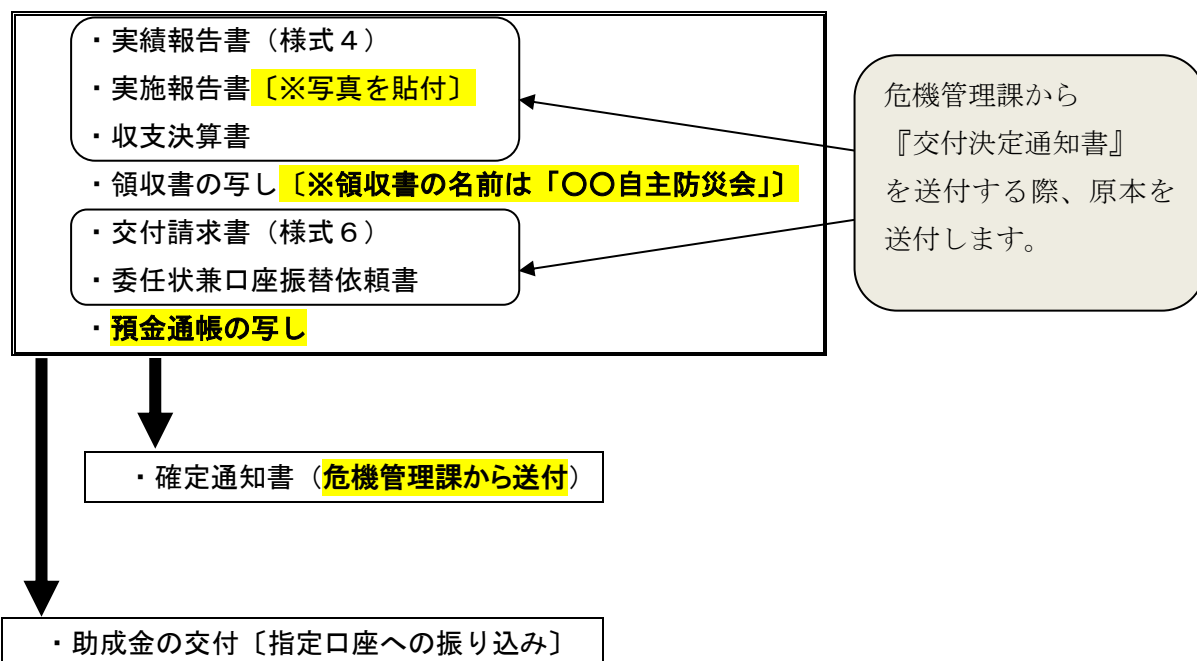 ・実績報告書（様式４）
・実施報告書〔※写真を貼付〕
・収支決算書
・領収書の写し〔※領収書の名前は「〇〇自主防災会」〕
・交付請求書（様式６）
・委任状兼口座振替依頼書
・預金通帳の写し
危機管理課から
『交付決定通知書』
を送付する際、原本を
送付します。
・確定通知書（危機管理課から送付）
・助成金の交付〔指定口座への振り込み〕